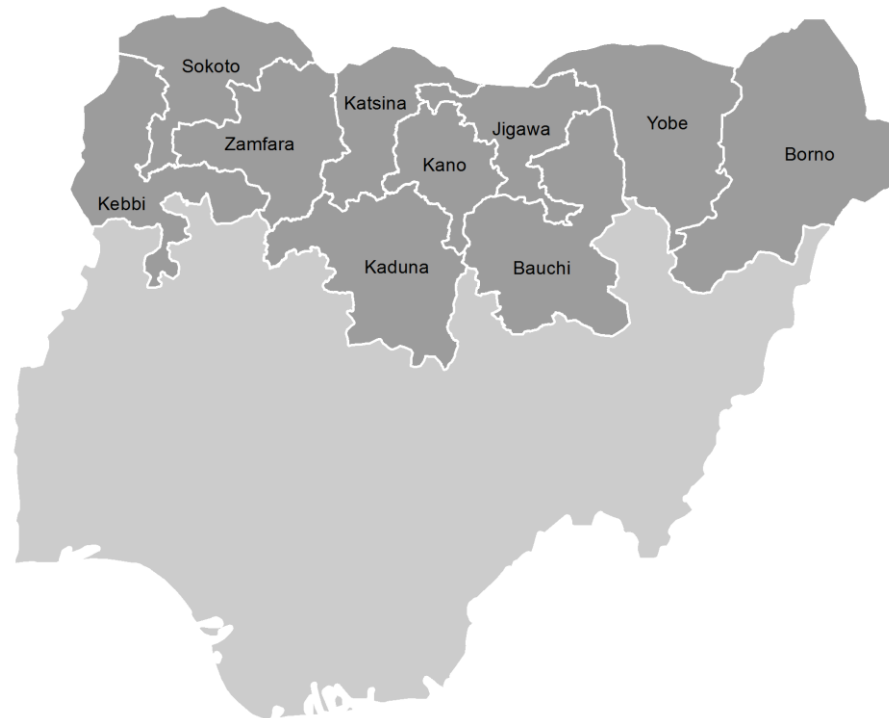 Sokoto
Katsina
Zamfara
Jigawa
Yobe
Kano
Borno
Kebbi
Kaduna
Bauchi